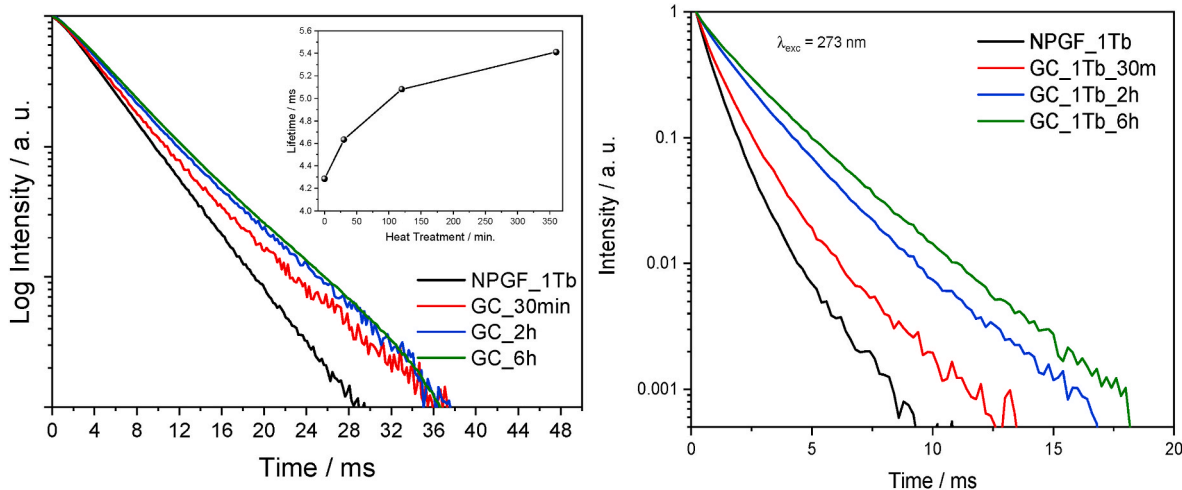 Log Intensity / a. u.
5.6
5.4
5.2
5.0
4.8
4.6
4.4
4.2
4.0
Lifetime / ms
0 50 100 150 200 250 300 350
Heat Treatment / min.
NPGF_1Tb
GC_30min
GC_2h
GC_6h
0 4 8 12 16 20 24 28 32 36 40 44 48
Time / ms
Intensity / a. u.
1
0.1
0.01
0.001
λexc = 273 nm
NPGF_1Tb
GC_1Tb_30m
GC_1Tb_2h
GC_1Tb_6h
0 5 10 15 20
Time / ms